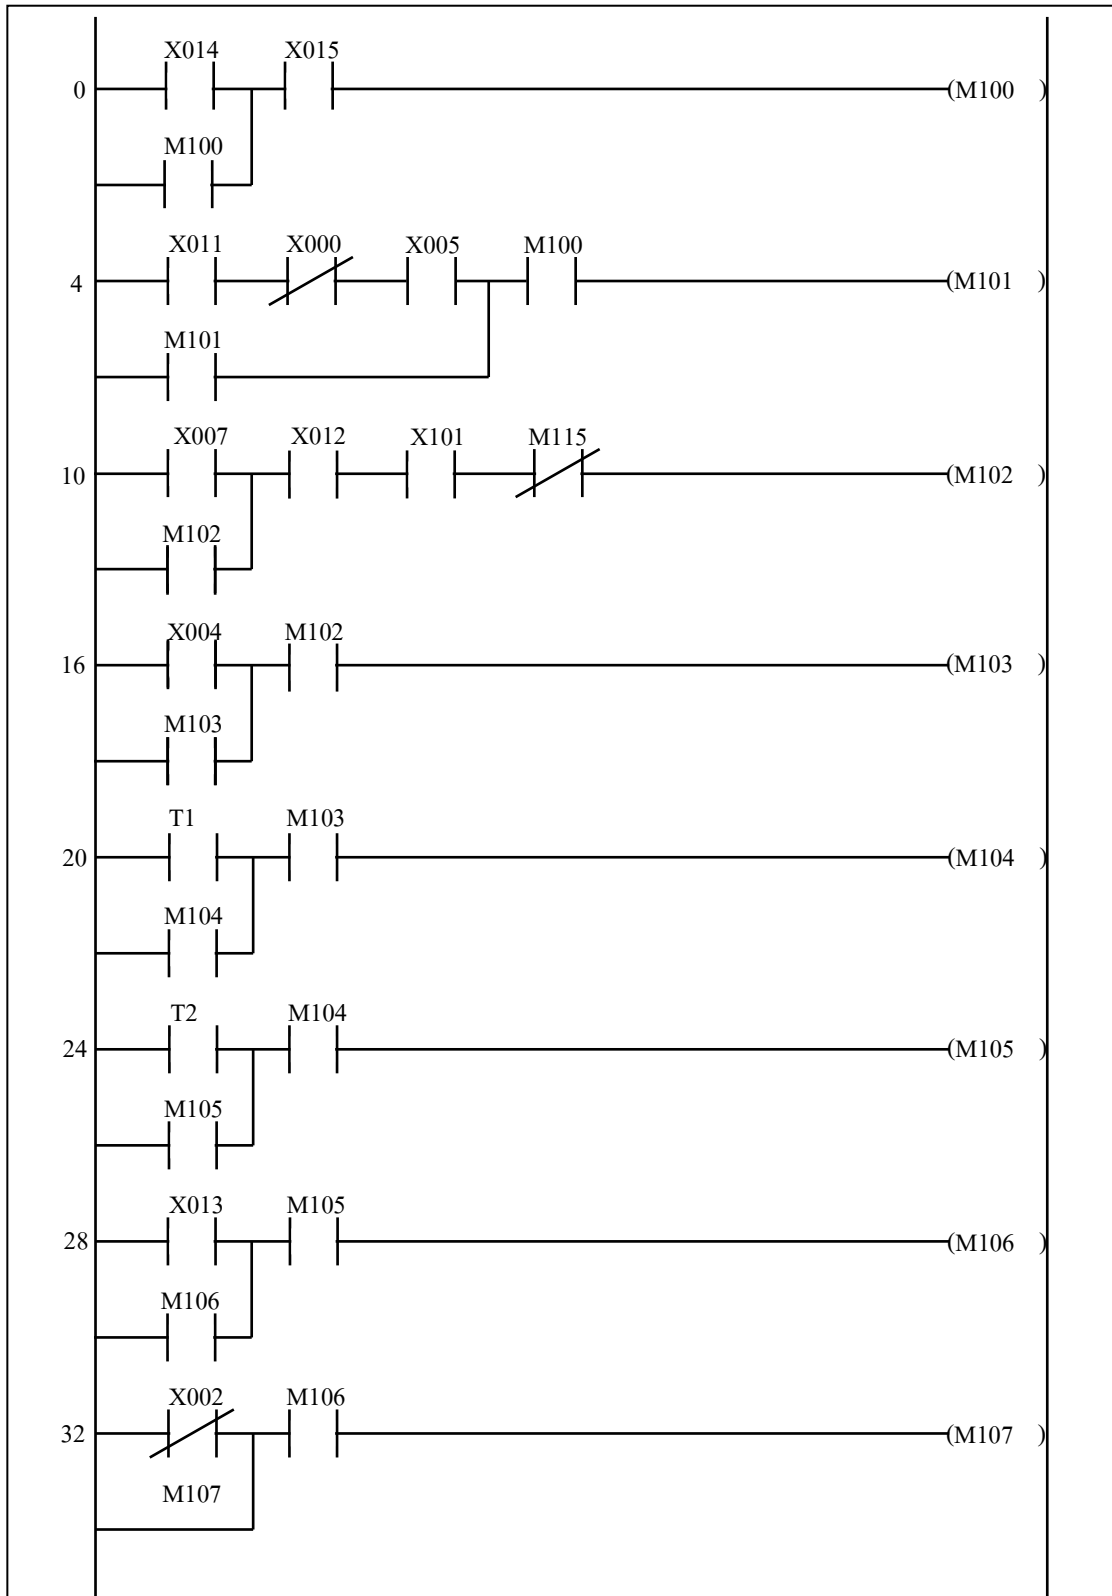 X014 X015
0 (M100 )
M100
X011 X000 X005 M100
4 (M101 )
M101
X007 X012 X101 M115
10 (M102 )
M102
X004 M102
16 (M103 )
M103
T1 M103
20 (M104 )
M104
T2 M104
24 (M105 )
M105
X013 M105
28 (M106 )
M106
X002 M106
32 (M107 )
M107